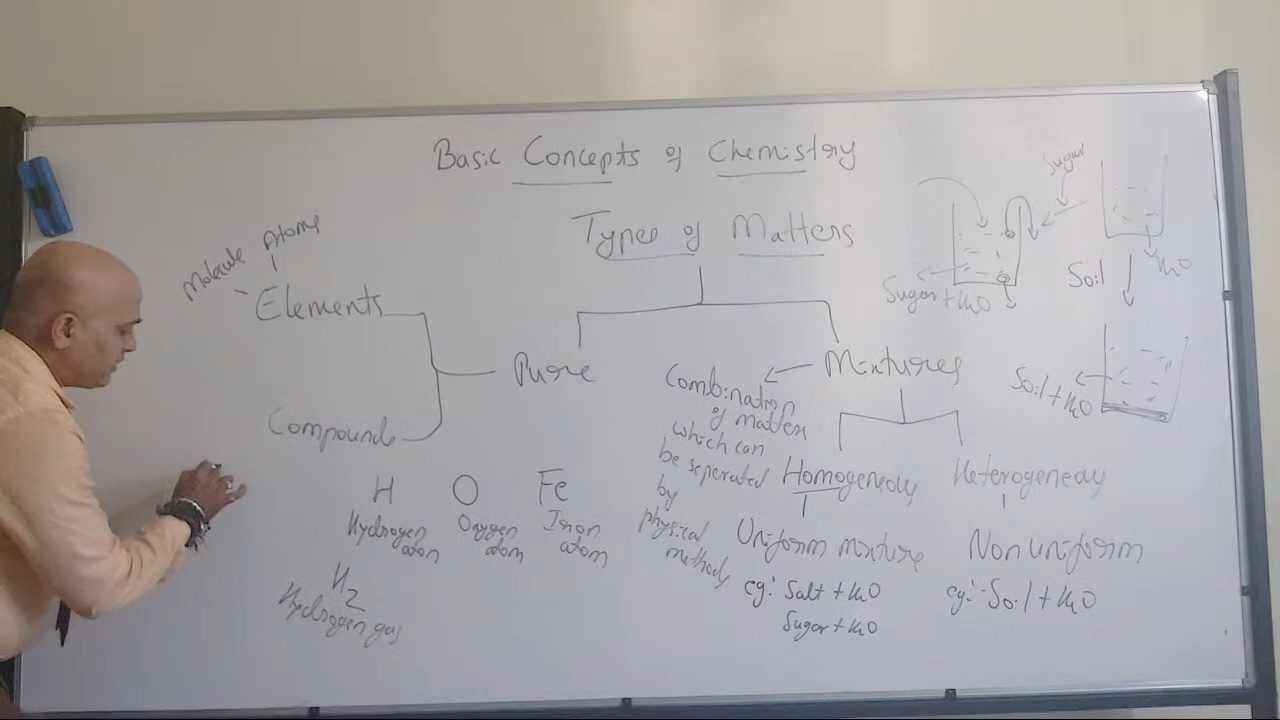 Basic Concepts of Chemistry
Types of Matters
Molecule Atoms
Elements
Compounds
Pure
Mixtures
Combination
of matters
which can
be seperated
by
physical
methods
Homogeneous
Heterogeneous
Uniform mixture
eg: Salt + H2O
Sugar + H2O
Non uniform
eg:- Soil + H2O
H O Fe
Hydrogen atom
Oxygen atom
Iron atom
H2
Hydrogen gas
Sugar
Sugar + H2O
H2O
Soil
Soil + H2O